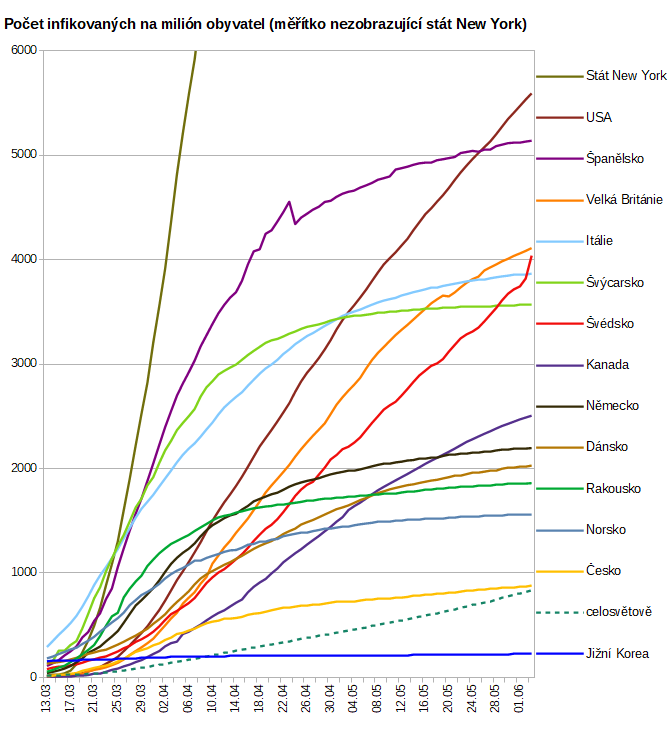 Počet infikovaných na milión obyvatel (měřítko nezobrazující stát New York)
6000
5000
4000
3000
2000
1000
0
13.03
17.03
21.03
25.03
29.03
02.04
06.04
10.04
14.04
18.04
22.04
26.04
30.04
04.05
08.05
12.05
16.05
20.05
24.05
28.05
01.06
Stát New York
USA
Španělsko
Velká Británie
Itálie
Švýcarsko
Švédsko
Kanada
Německo
Dánsko
Rakousko
Norsko
Česko
celosvětově
Jižní Korea